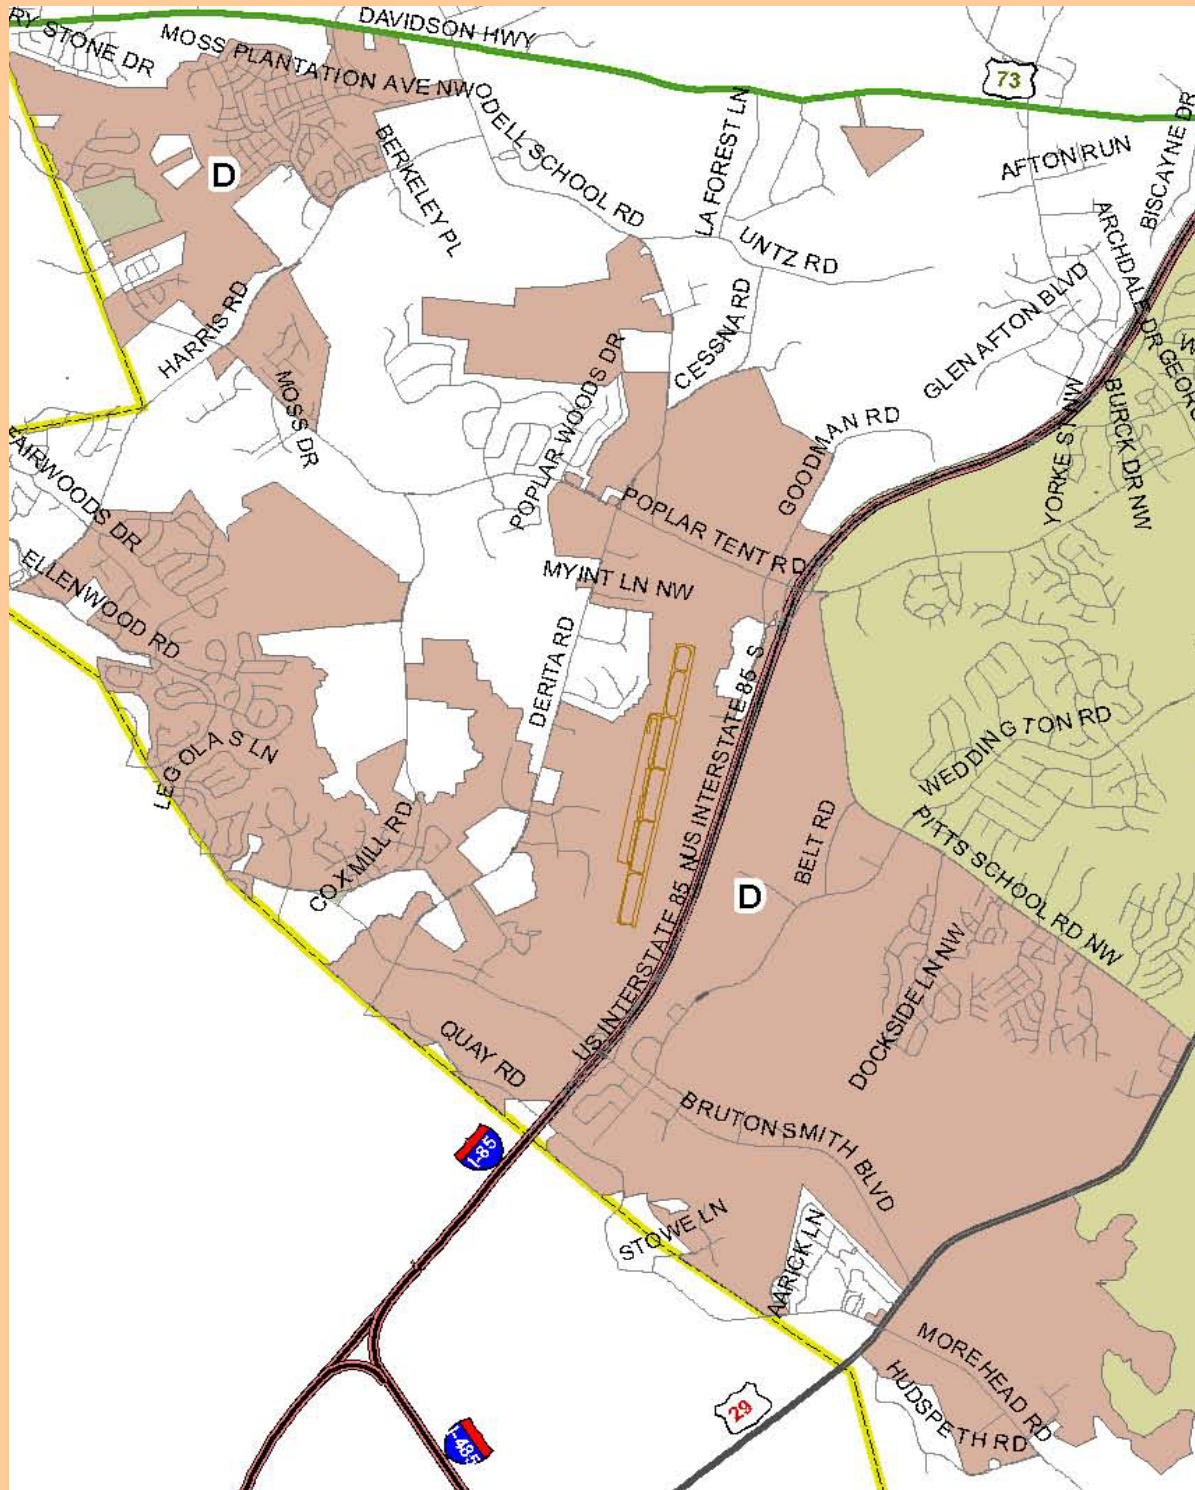 DAVIDSON HWY
STONE DR
MOSS PLANTATION AVE NW
73
ODELL SCHOOL RD
LA FOREST LN
BISCAYNE DR
AFTON RUN
BERKELEY PL
D
UNTZ RD
ARCHDALE DR
HARRIS RD
CESSNA RD
GLEN AFTON BLVD
MOSS DR
POPLAR WOODS DR
GOODMAN RD
YORKE ST NW
BURCK DR NW
POPLAR TENT RD
ELLENWOOD RD
MYINT LN NW
DERITA RD
US INTERSTATE 85 S
LEGOLAS LN
WEDDINGTON RD
COX MILL RD
BELT RD
PITTS SCHOOL RD NW
D
US INTERSTATE 85 N
DOCKSIDE LN NW
QUAY RD
BRUTON SMITH BLVD
I-85
STOWE LN
AARICK LN
MOREHEAD RD
HUDSPETH RD
29
I-485